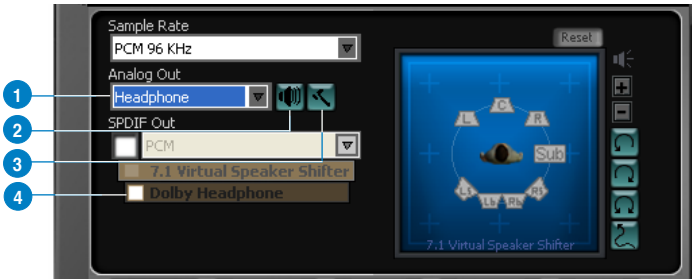 Sample Rate
PCM 96 KHz
Analog Out
Headphone
SPDIF Out
PCM
7.1 Virtual Speaker Shifter
Dolby Headphone
1
2
3
4
Reset
L
C
R
Sub
Ls
Lb
Rb
Rs
7.1 Virtual Speaker Shifter